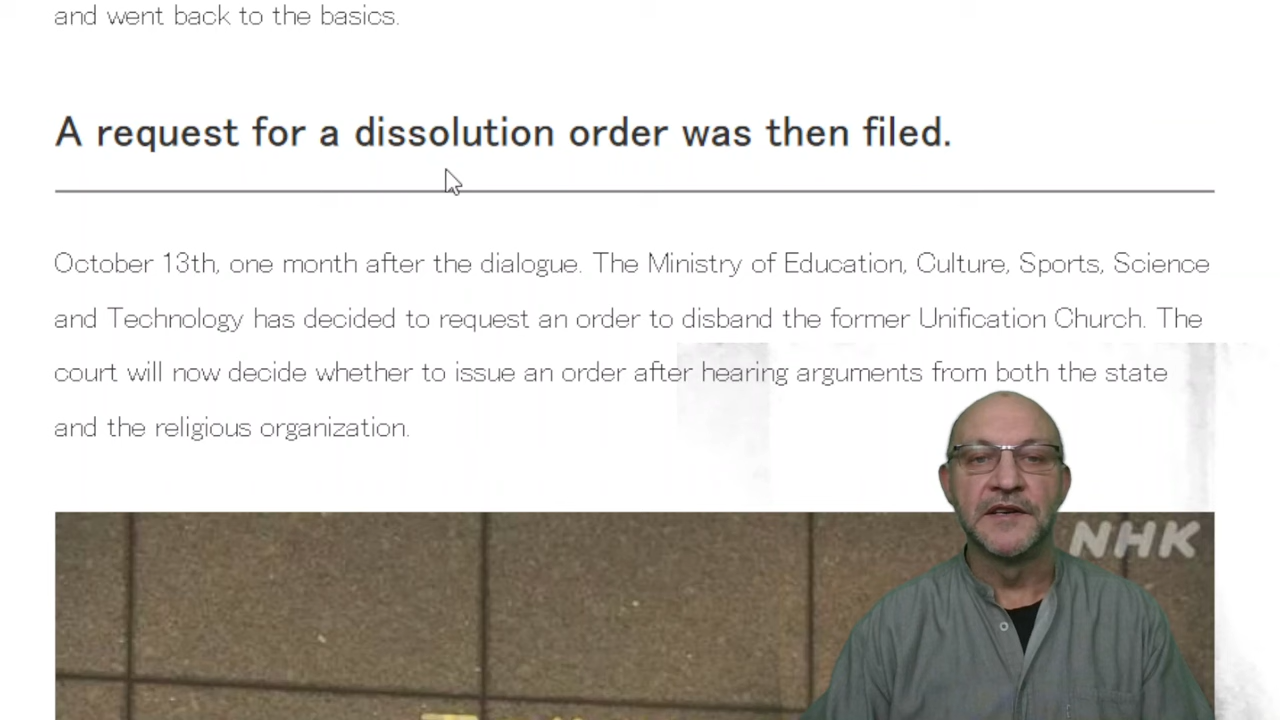 and went back to the basics.
A request for a dissolution order was then filed.
October 13th, one month after the dialogue. The Ministry of Education, Culture, Sports, Science
and Technology has decided to request an order to disband the former Unification Church. The
court will now decide whether to issue an order after hearing arguments from both the state
and the religious organization.
NHK